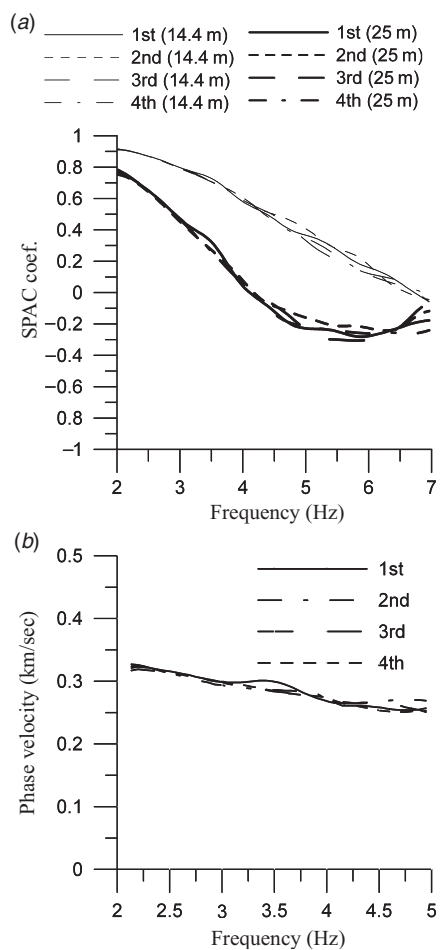 (a)
1st (14.4 m) 1st (25 m)
2nd (14.4 m) 2nd (25 m)
3rd (14.4 m) 3rd (25 m)
4th (14.4 m) 4th (25 m)
1
0.8
0.6
0.4
0.2
0
−0.2
−0.4
−0.6
−0.8
−1
SPAC coef.
2 3 4 5 6 7
Frequency (Hz)
(b)
0.5
0.4
0.3
0.2
0.1
0
Phase velocity (km/sec)
1st
2nd
3rd
4th
2 2.5 3 3.5 4 4.5 5
Frequency (Hz)